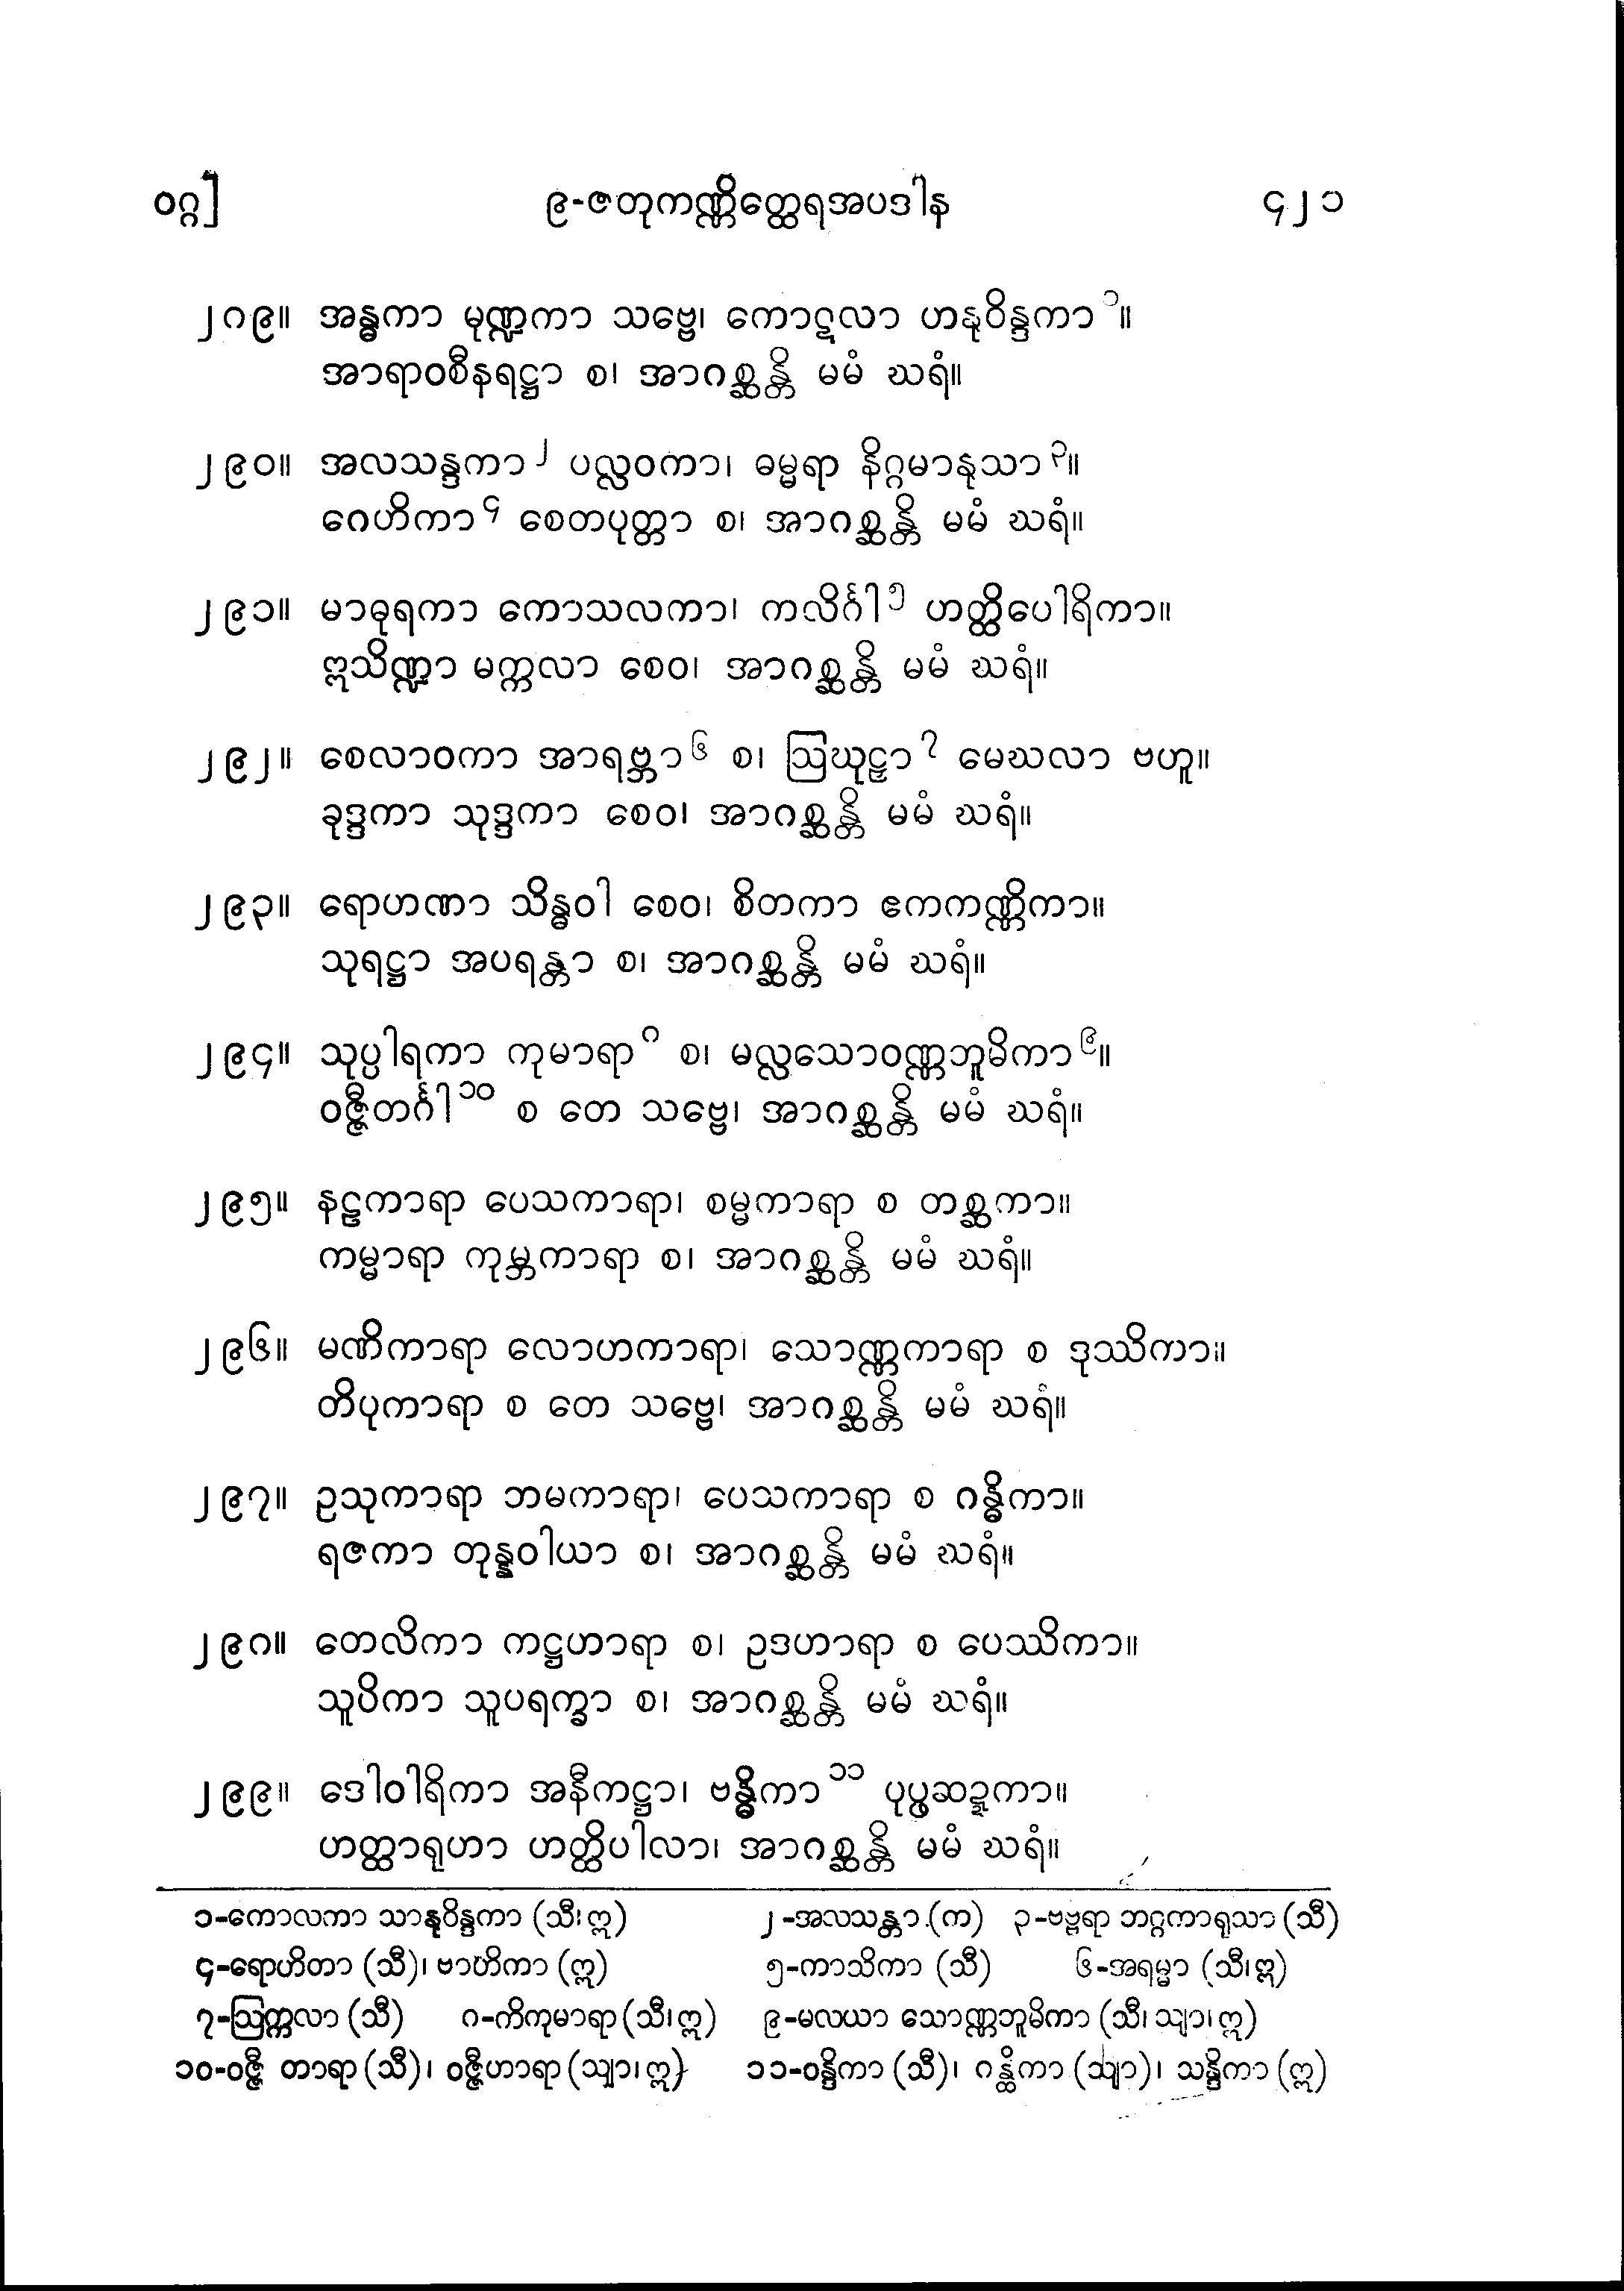 ဝဂ္ဂ] ၉-ဇတုကဏ္ဏိတ္ထေရအပဒါန ၄၂၁
၂၈၉။ အန္ဓကာ မုဏ္ဍကာ သဗ္ဗေ၊ ကောဋလာ ဟနုဝိန္ဒကာ၁။
အာရာဝစီနရဋ္ဌာ စ၊ အာဂစ္ဆန္တိ မမံ ဃရံ။
၂၉၀။ အလသန္ဒကာ၂ ပလ္လဝကာ၊ ဓမ္မရာ နိဂ္ဂမာနုသာ၃။
ဂေဟိကာ၄ စေတပုတ္တာ စ၊ အာဂစ္ဆန္တိ မမံ ဃရံ။
၂၉၁။ မာဓုရကာ ကောသလကာ၊ ကလိင်္ဂါ၅ ဟတ္ထိပေါရိကာ။
ဣသိဏ္ဍာ မက္ကလာ စေဝ၊ အာဂစ္ဆန္တိ မမံ ဃရံ။
၂၉၂။ စေလာဝကာ အာရဗ္ဘာ၆ စ၊ ဩဃုဠှာ၇ မေဃလာ ဗဟူ။
ခုဒ္ဒကာ သုဒ္ဒကာ စေဝ၊ အာဂစ္ဆန္တိ မမံ ဃရံ။
၂၉၃။ ရောဟဏာ သိန္ဓဝါ စေဝ၊ စိတကာ ဧကကဏ္ဏိကာ။
သုရဋ္ဌာ အပရန္တာ စ၊ အာဂစ္ဆန္တိ မမံ ဃရံ။
၂၉၄။ သုပ္ပါရကာ ကုမာရာ၈ စ၊ မလ္လသောဝဏ္ဏဘူမိကာ၉။
ဝဇ္ဇီတင်္ဂါ၁၀ စ တေ သဗ္ဗေ၊ အာဂစ္ဆန္တိ မမံ ဃရံ။
၂၉၅။ နဠကာရာ ပေသကာရာ၊ စမ္မကာရာ စ တစ္ဆကာ။
ကမ္မာရာ ကုမ္ဘကာရာ စ၊ အာဂစ္ဆန္တိ မမံ ဃရံ။
၂၉၆။ မဏိကာရာ လောဟကာရာ၊ သောဏ္ဏကာရာ စ ဒုဿိကာ။
တိပုကာရာ စ တေ သဗ္ဗေ၊ အာဂစ္ဆန္တိ မမံ ဃရံ။
၂၉၇။ ဥသုကာရာ ဘမကာရာ၊ ပေသကာရာ စ ဂန္ဓိကာ။
ရဇကာ တုန္နဝါယာ စ၊ အာဂစ္ဆန္တိ မမံ ဃရံ။
၂၉၈။ တေလိကာ ကဋ္ဌဟာရာ စ၊ ဥဒဟာရာ စ ပေဿိကာ။
သူပိကာ သူပရက္ခာ စ၊ အာဂစ္ဆန္တိ မမံ ဃရံ။
၂၉၉။ ဒေါဝါရိကာ အနီကဋ္ဌာ၊ ဗန္ဓိကာ၁၁ ပုပ္ဖဆဍ္ဍကာ။
ဟတ္ထာရုဟာ ဟတ္ထိပါလာ၊ အာဂစ္ဆန္တိ မမံ ဃရံ။
၁-ကောလကာ သာနုဝိန္ဒကာ (သီ၊ ဣ) ၂-အလသန္တာ (က) ၃-ဗဗ္ဗရာ ဘဂ္ဂကာရုသာ (သီ)
၄-ရောဟိတာ (သီ)၊ ဗာဟိကာ (ဣ) ၅-ကာသိကာ (သီ) ၆-အရမ္မာ (သီ၊ ဣ)
၇-ဩက္ကလာ (သီ) ၈-ကိကုမာရာ (သီ၊ ဣ) ၉-မလယာ သောဏ္ဏဘူမိကာ (သီ၊ သျာ၊ ဣ)
၁၀-ဝဇ္ဇီ တာရာ (သီ)၊ ဝဇ္ဇီဟာရာ (သျာ၊ ဣ) ၁၁-ဝန္ဒိကာ (သီ)၊ ဂန္ထိကာ (သျာ)၊ သန္ဒိကာ (ဣ)